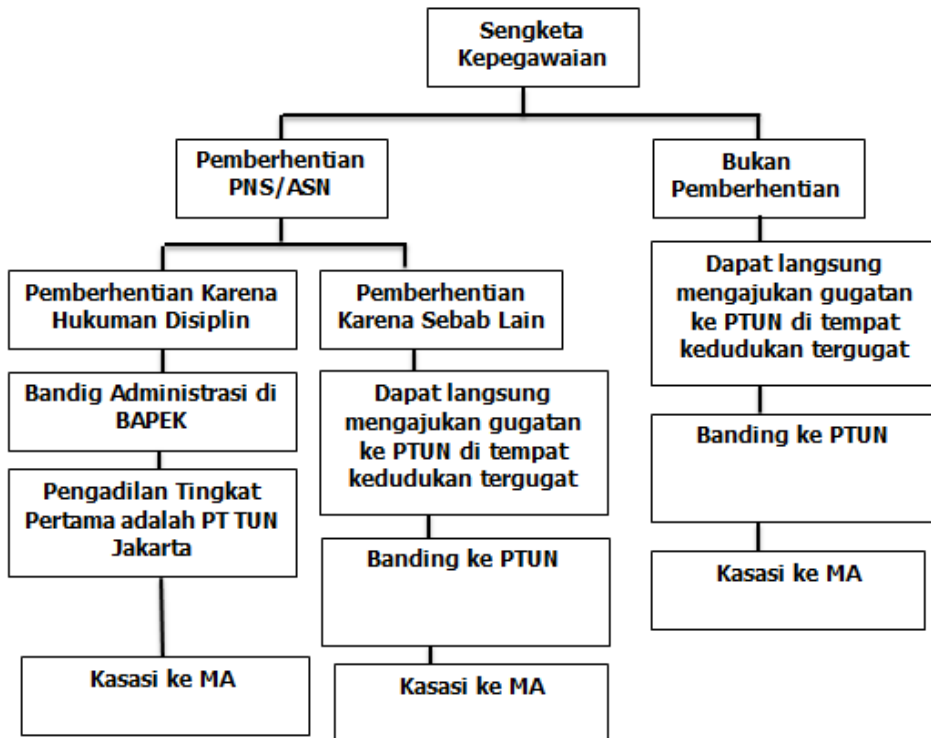 Sengketa
Kepegawaian
Pemberhentian
PNS/ASN
Bukan
Pemberhentian
Pemberhentian Karena
Hukuman Disiplin
Pemberhentian
Karena Sebab Lain
Dapat langsung
mengajukan gugatan
ke PTUN di tempat
kedudukan tergugat
Bandig Administrasi di
BAPEK
Dapat langsung
mengajukan gugatan
ke PTUN di tempat
kedudukan tergugat
Banding ke PTUN
Pengadilan Tingkat
Pertama adalah PT TUN
Jakarta
Banding ke PTUN
Kasasi ke MA
Kasasi ke MA
Kasasi ke MA